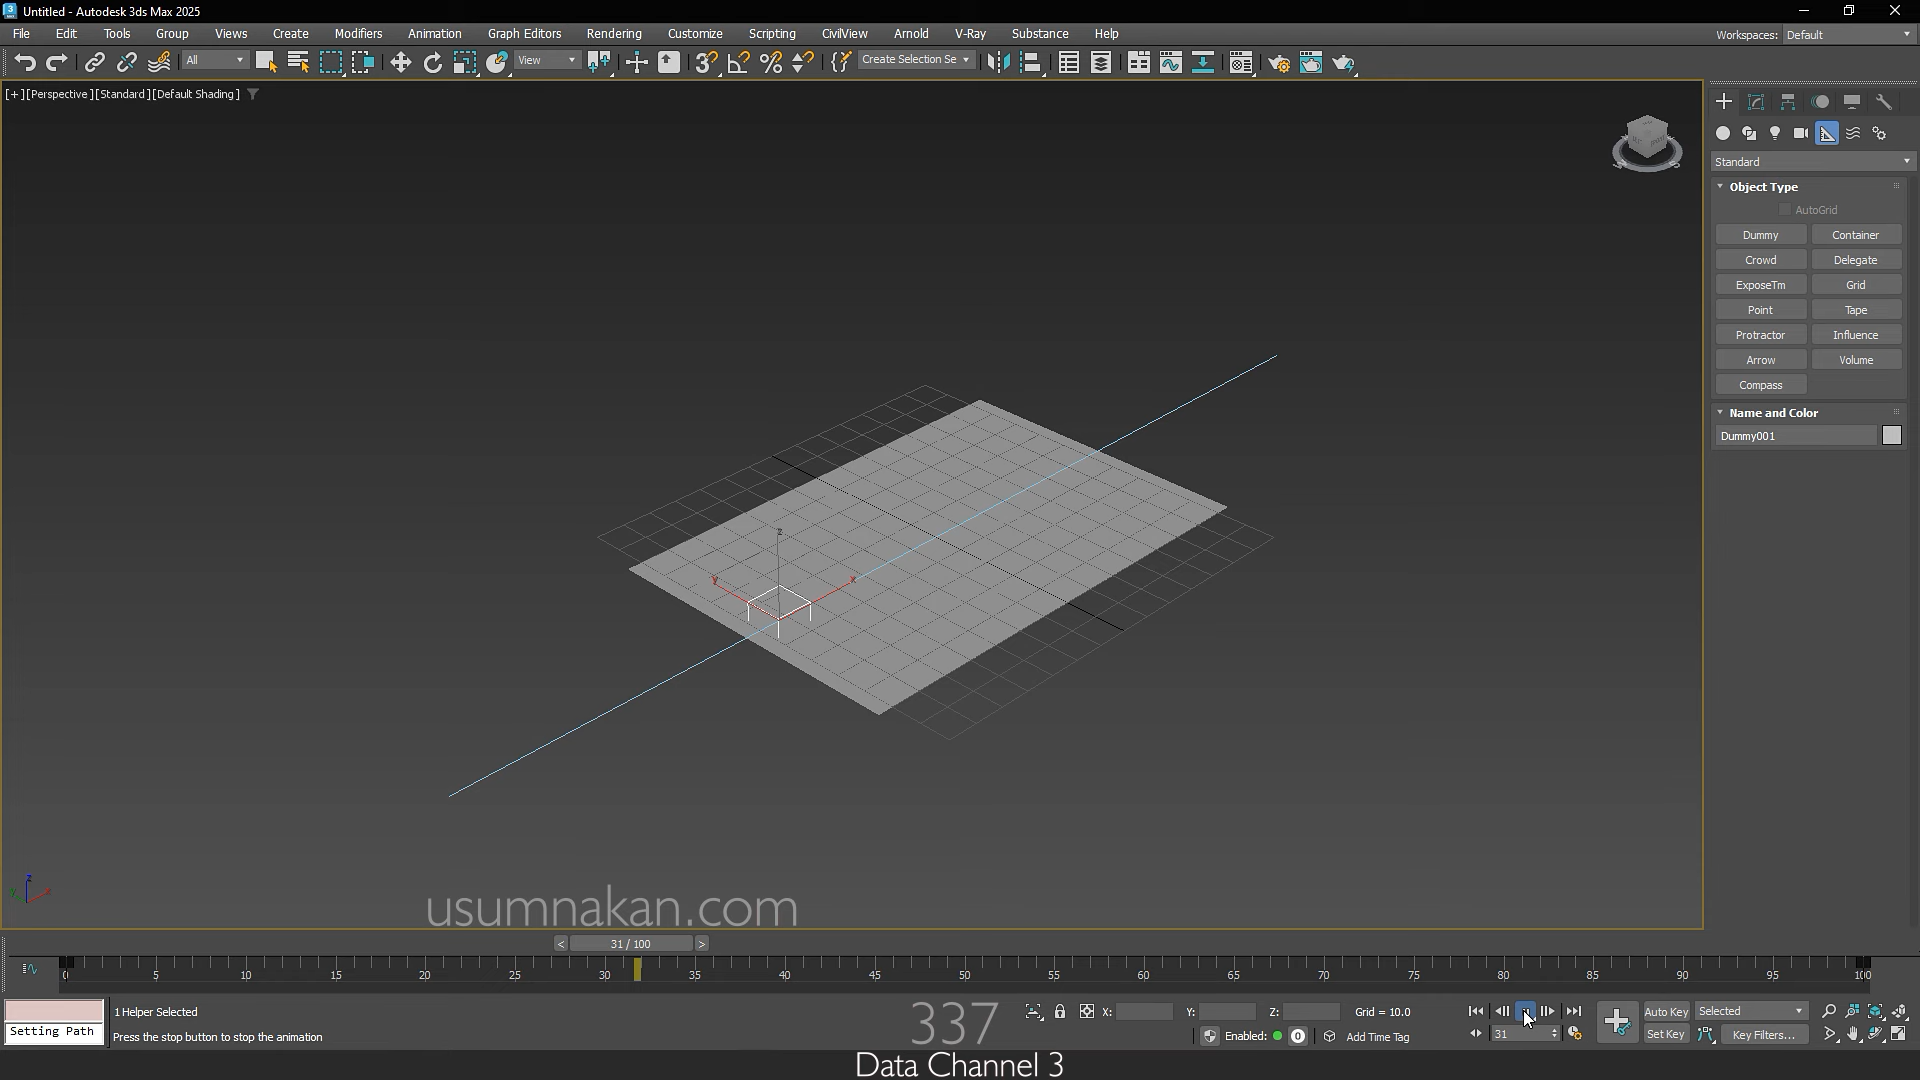 Untitled - Autodesk 3ds Max 2025
File Edit Tools Group Views Create Modifiers Animation Graph Editors Rendering Customize Scripting CivilView Arnold V-Ray Substance Help
Workspaces: Default
All View Create Selection Se
[+] [Perspective] [Standard] [Default Shading]
Standard
Object Type
AutoGrid
Dummy Container
Crowd Delegate
ExposeTm Grid
Point Tape
Protractor Influence
Arrow Volume
Compass
Name and Color
Dummy001
z
y x
z
x
usumnakan.com
< 31 / 100 >
0 5 10 15 20 25 30 35 40 45 50 55 60 65 70 75 80 85 90 95 100
1 Helper Selected
337
X: Y: Z: Grid = 10.0
Auto Key Selected
Setting Path
Press the stop button to stop the animation
Enabled: 0 Add Time Tag
31
Set Key Key Filters...
Data Channel 3